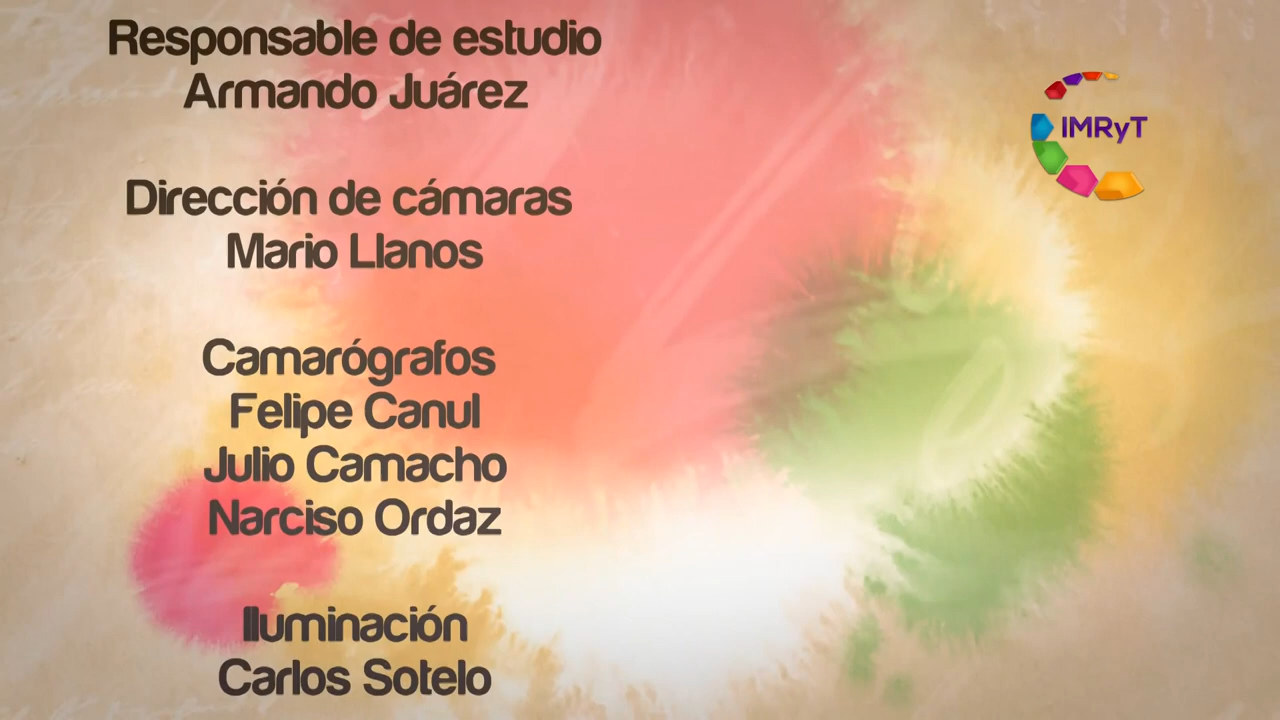 Responsable de estudio
Armando Juárez
Dirección de cámaras
Mario Llanos
Camarógrafos
Felipe Canul
Julio Camacho
Narciso Ordaz
Iluminación
Carlos Sotelo
IMRyT